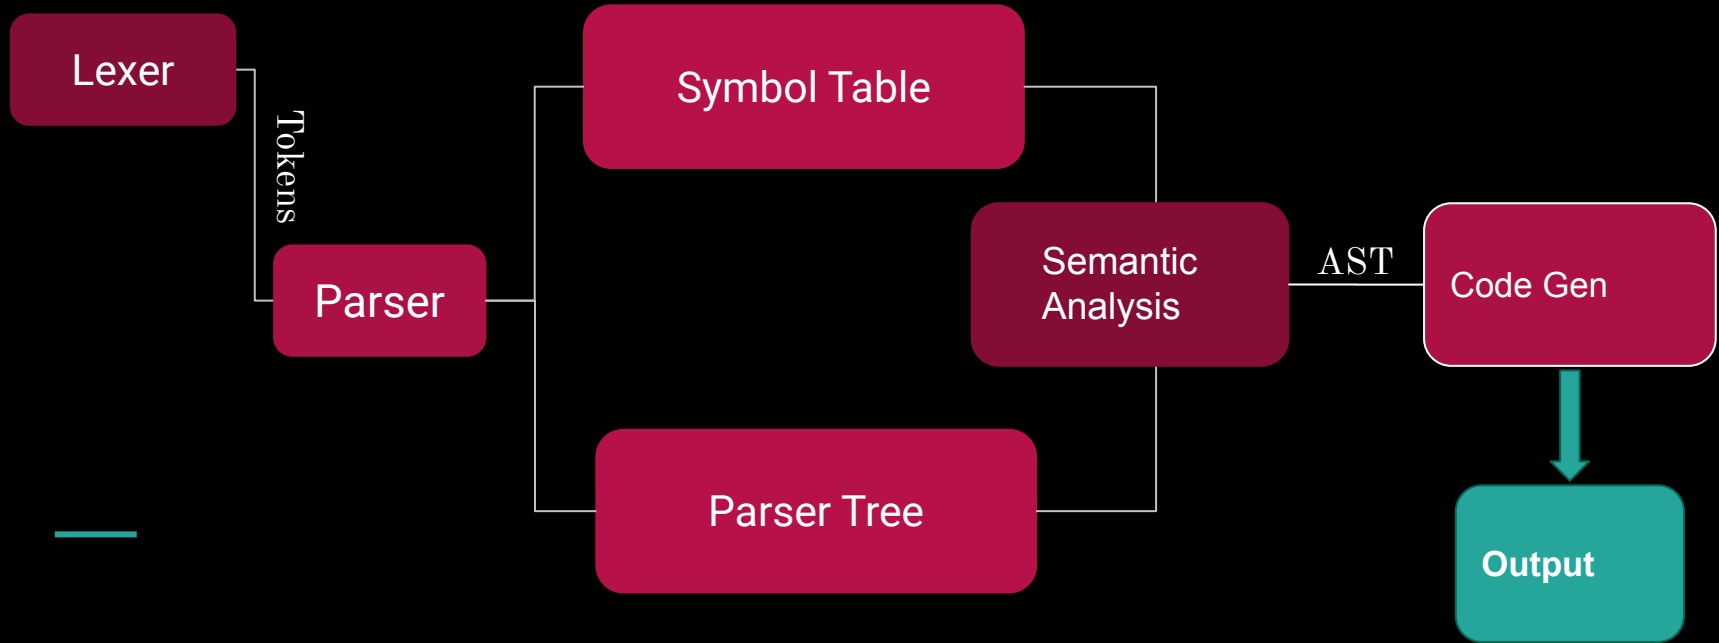 Lexer
Tokens
Parser
Symbol Table
Parser Tree
Semantic
Analysis
AST
Code Gen
Output